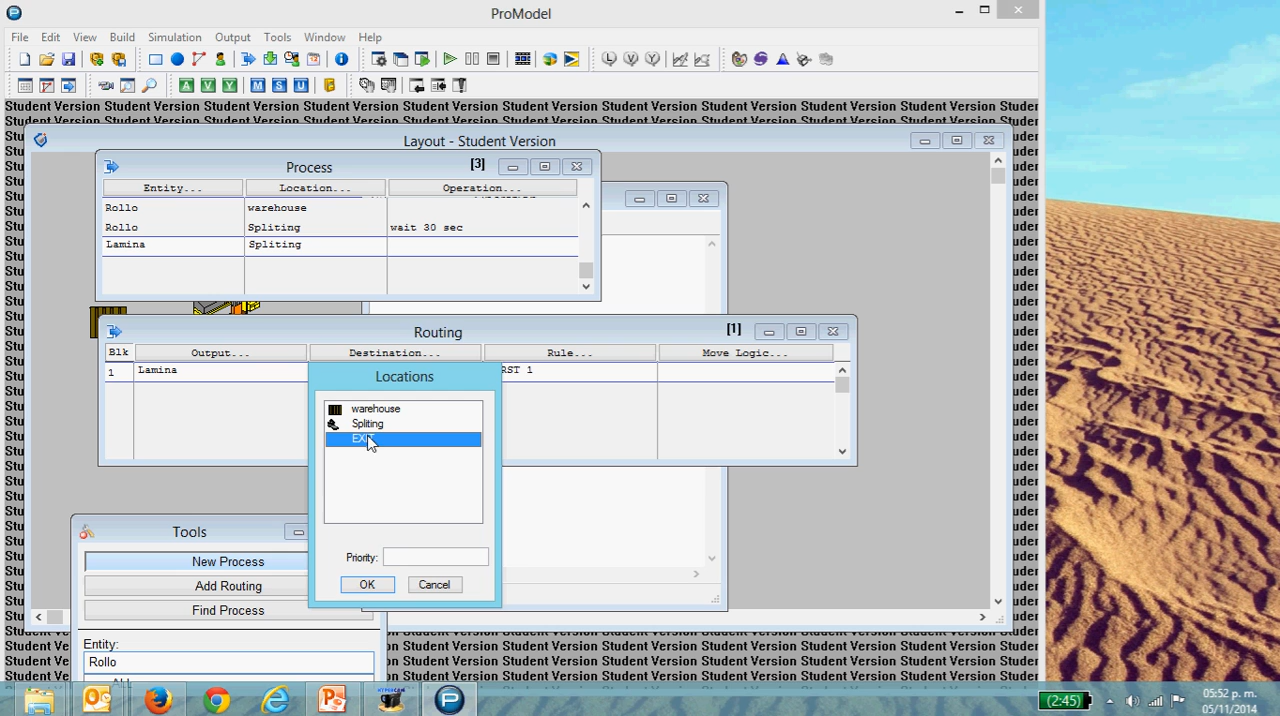 ProModel
File Edit View Build Simulation Output Tools Window Help
Student Version Student Version Student Version Student Version Student Version Student Version Student Version Student Version Student Version Student Version Studer
Layout - Student Version
Process [3]
Entity... Location... Operation...
Rollo warehouse
Rollo Spliting wait 30 sec
Lamina Spliting
Routing [1]
Blk Output... Destination... Rule... Move Logic...
1 Lamina RST 1
Locations
warehouse
Spliting
EXIT
Priority:
OK Cancel
Tools
New Process
Add Routing
Find Process
Entity:
Rollo
(2:45)
05:52 p. m.
05/11/2014